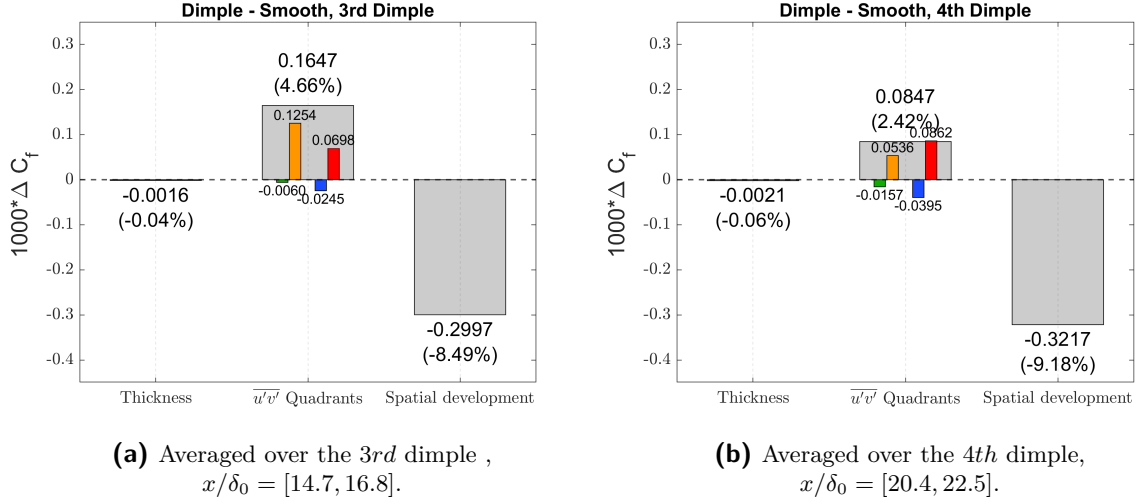 Dimple - Smooth, 3rd Dimple
1000*Δ C_f
0.3
0.2
0.1
0
-0.1
-0.2
-0.3
-0.4
0.1647
(4.66%)
0.1254
0.0698
-0.0060
-0.0245
-0.0016
(-0.04%)
-0.2997
(-8.49%)
Thickness
u′v′ Quadrants
Spatial development
(a) Averaged over the 3rd dimple ,
x/δ₀ = [14.7, 16.8].
Dimple - Smooth, 4th Dimple
1000*Δ C_f
0.3
0.2
0.1
0
-0.1
-0.2
-0.3
-0.4
0.0847
(2.42%)
0.0862
0.0536
-0.0157
-0.0395
-0.0021
(-0.06%)
-0.3217
(-9.18%)
Thickness
u′v′ Quadrants
Spatial development
(b) Averaged over the 4th dimple,
x/δ₀ = [20.4, 22.5].